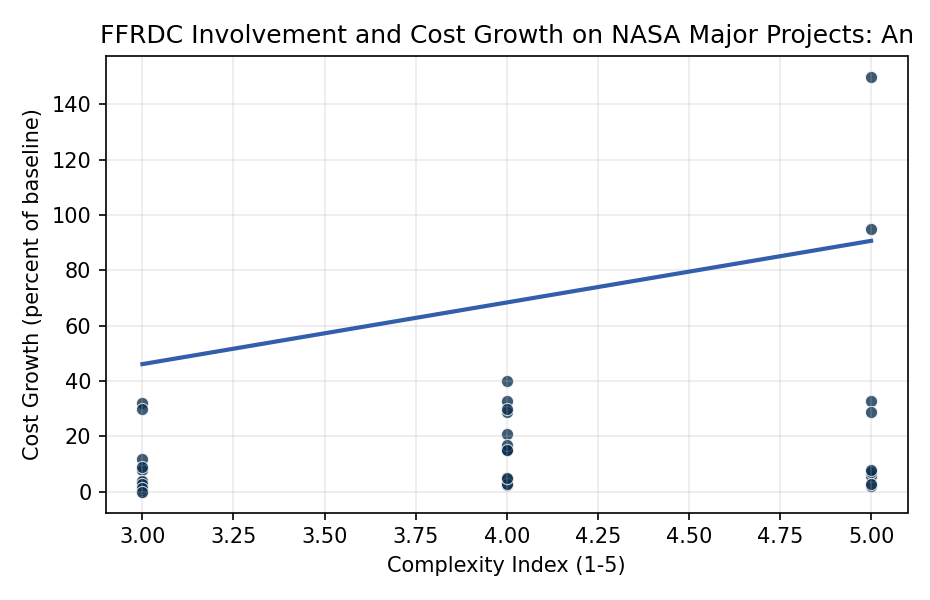 FFRDC Involvement and Cost Growth on NASA Major Projects: An
Cost Growth (percent of baseline)
140
120
100
80
60
40
20
0
3.00 3.25 3.50 3.75 4.00 4.25 4.50 4.75 5.00
Complexity Index (1-5)